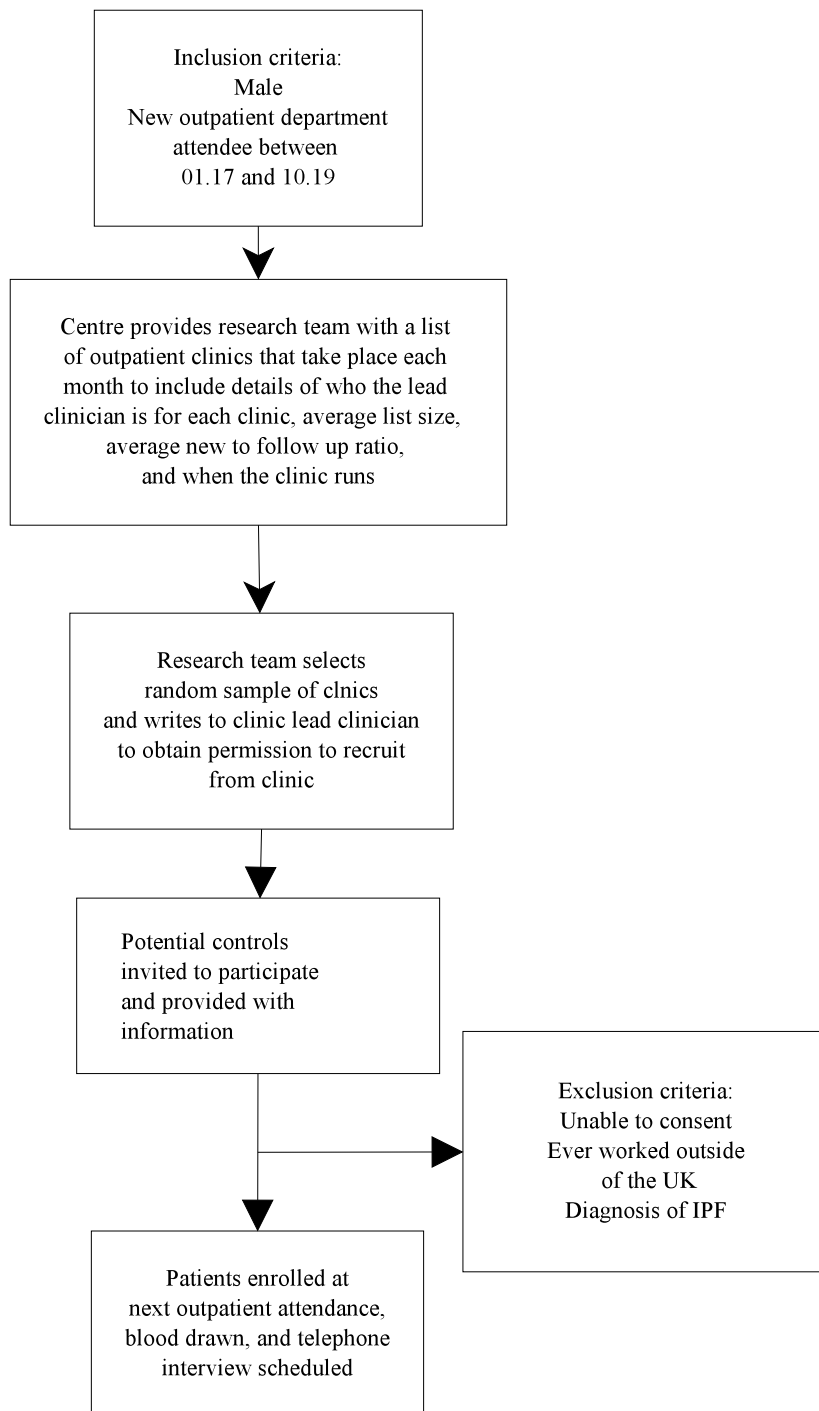 Inclusion criteria:
Male
New outpatient department
attendee between
01.17 and 10.19
Centre provides research team with a list
of outpatient clinics that take place each
month to include details of who the lead
clinician is for each clinic, average list size,
average new to follow up ratio,
and when the clinic runs
Research team selects
random sample of clnics
and writes to clinic lead clinician
to obtain permission to recruit
from clinic
Potential controls
invited to participate
and provided with
information
Exclusion criteria:
Unable to consent
Ever worked outside
of the UK
Diagnosis of IPF
Patients enrolled at
next outpatient attendance,
blood drawn, and telephone
interview scheduled